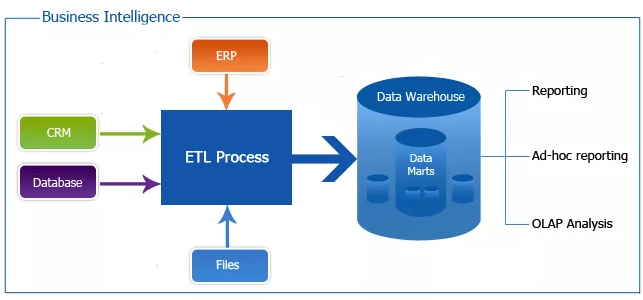 Business Intelligence
ERP
CRM
Database
ETL Process
Files
Data Warehouse
Data
Marts
Reporting
Ad-hoc reporting
OLAP Analysis